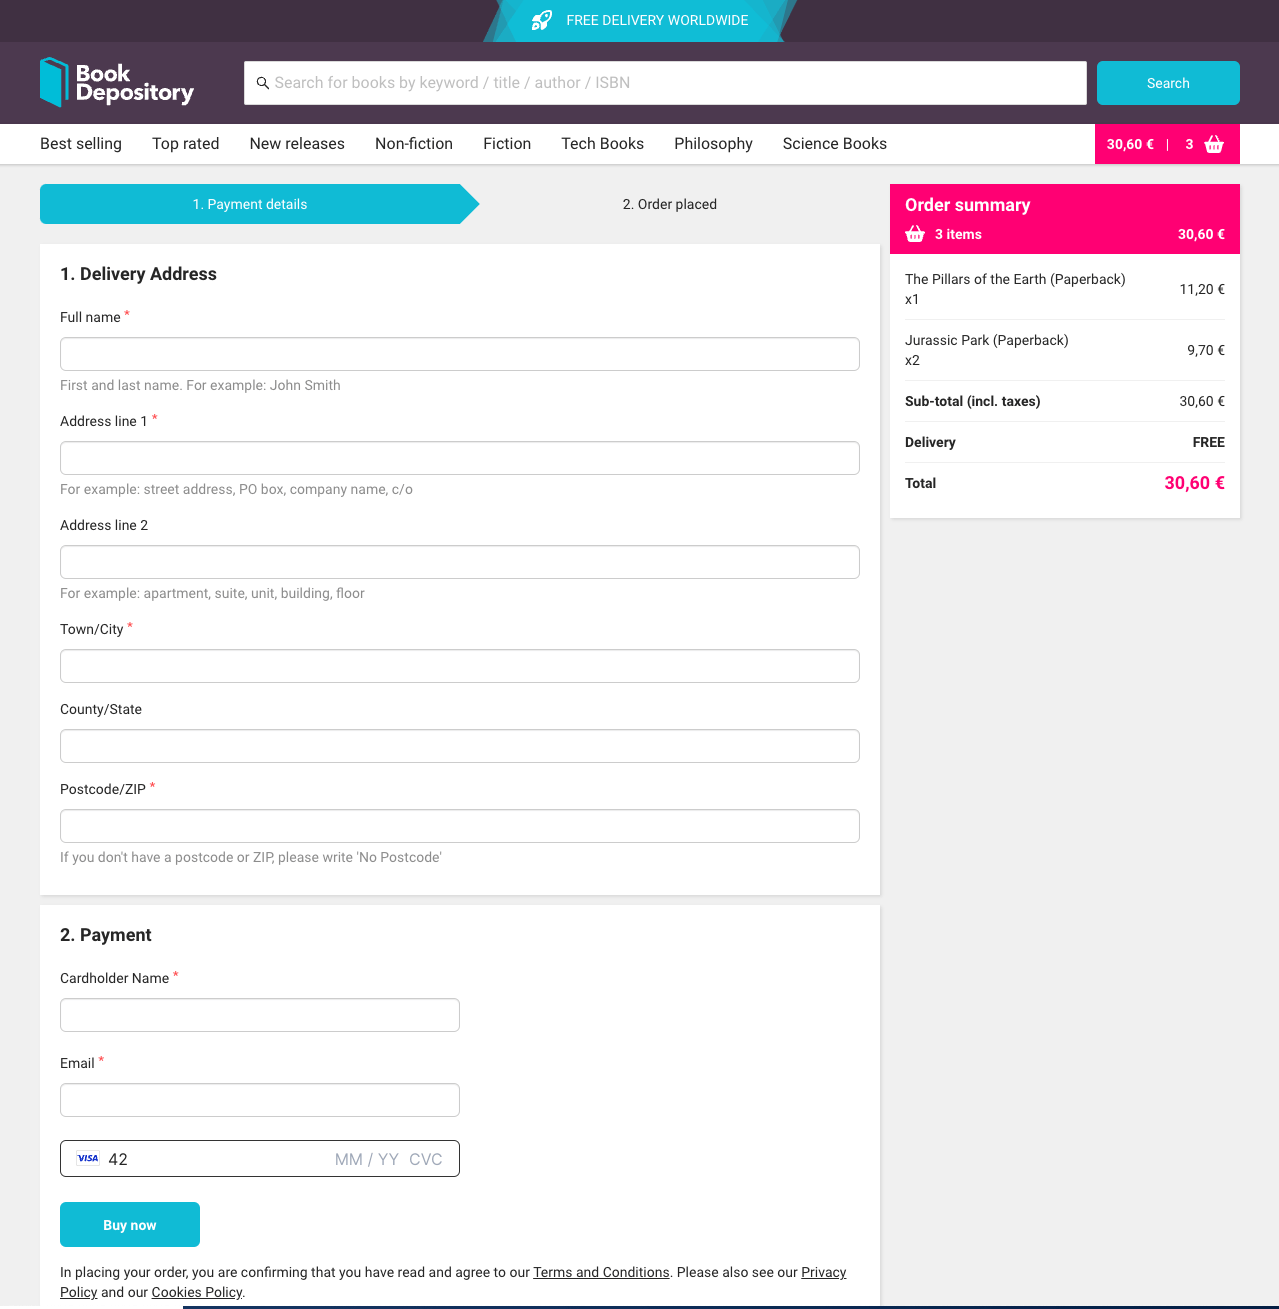 FREE DELIVERY WORLDWIDE
Book
Depository
Search for books by keyword / title / author / ISBN
Search
Best selling Top rated New releases Non-fiction Fiction Tech Books Philosophy Science Books 30,60 € | 3
1. Payment details
2. Order placed
1. Delivery Address
Full name *
First and last name. For example: John Smith
Address line 1 *
For example: street address, PO box, company name, c/o
Address line 2
For example: apartment, suite, unit, building, floor
Town/City *
County/State
Postcode/ZIP *
If you don't have a postcode or ZIP, please write 'No Postcode'
2. Payment
Cardholder Name *
Email *
VISA 42 MM / YY CVC
Buy now
In placing your order, you are confirming that you have read and agree to our Terms and Conditions. Please also see our Privacy
Policy and our Cookies Policy.
Order summary
3 items 30,60 €
The Pillars of the Earth (Paperback)
x1 11,20 €
Jurassic Park (Paperback)
x2 9,70 €
Sub-total (incl. taxes) 30,60 €
Delivery FREE
Total 30,60 €